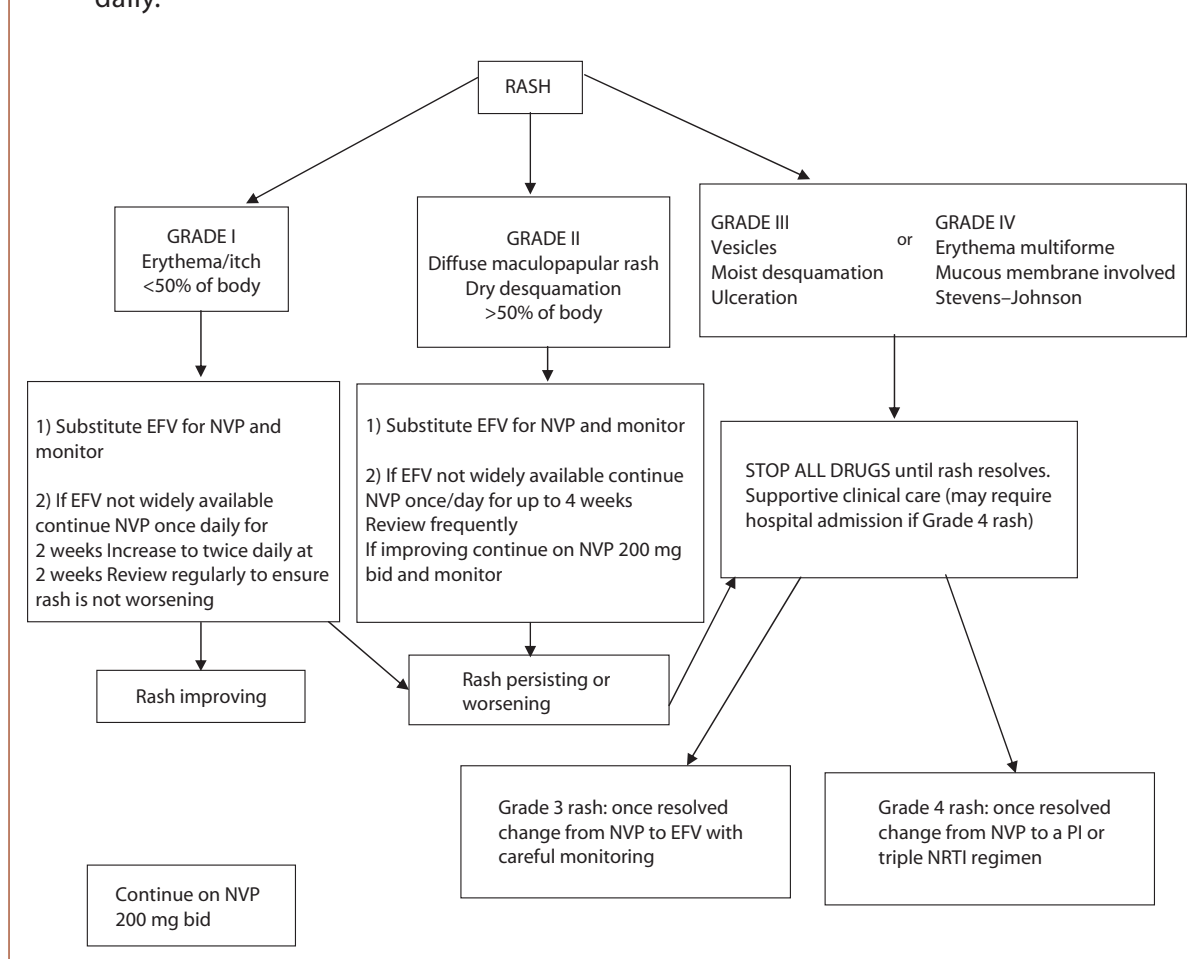 daily.
RASH
GRADE I
Erythema/itch
<50% of body
GRADE II
Diffuse maculopapular rash
Dry desquamation
>50% of body
GRADE III
Vesicles
Moist desquamation
Ulceration
or
GRADE IV
Erythema multiforme
Mucous membrane involved
Stevens–Johnson
1) Substitute EFV for NVP and
monitor
2) If EFV not widely available
continue NVP once daily for
2 weeks Increase to twice daily at
2 weeks Review regularly to ensure
rash is not worsening
1) Substitute EFV for NVP and monitor
2) If EFV not widely available continue
NVP once/day for up to 4 weeks
Review frequently
If improving continue on NVP 200 mg
bid and monitor
STOP ALL DRUGS until rash resolves.
Supportive clinical care (may require
hospital admission if Grade 4 rash)
Rash improving
Rash persisting or
worsening
Grade 3 rash: once resolved
change from NVP to EFV with
careful monitoring
Grade 4 rash: once resolved
change from NVP to a PI or
triple NRTI regimen
Continue on NVP
200 mg bid